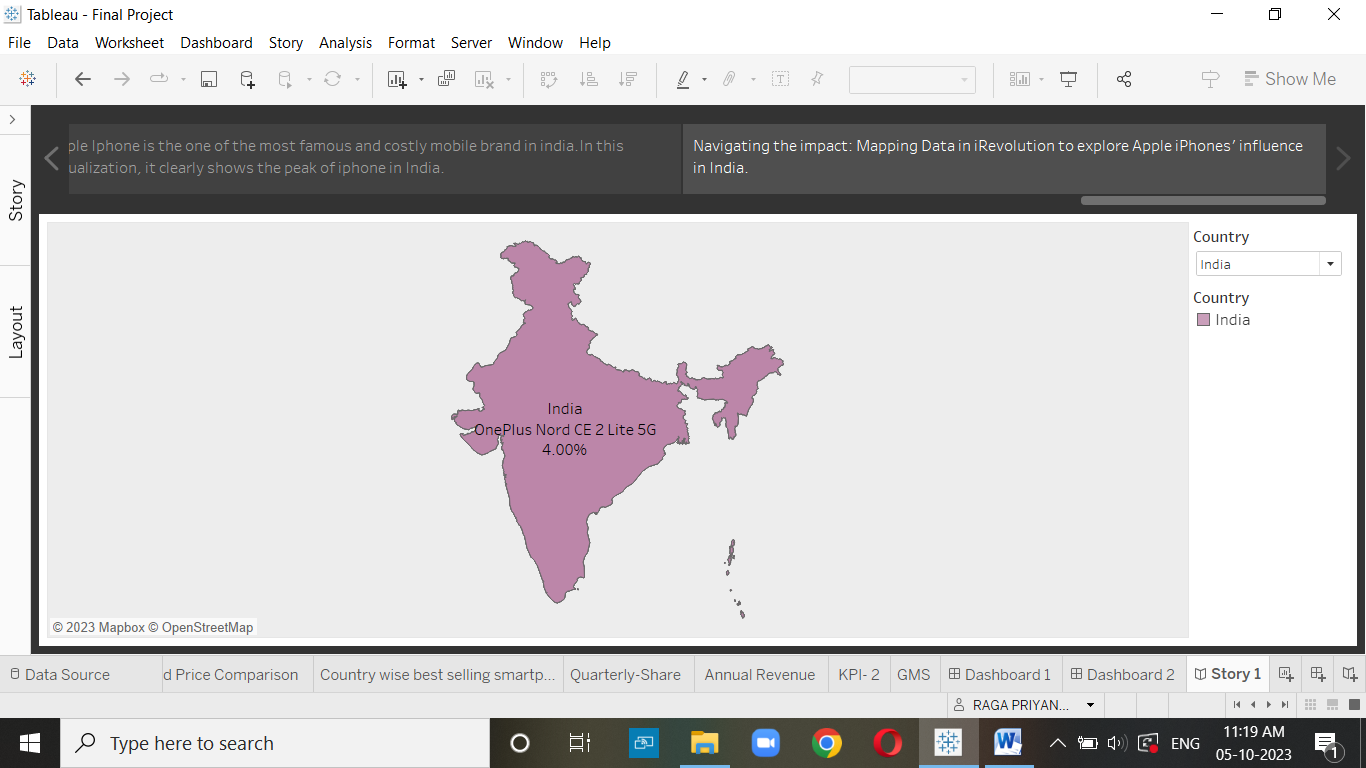 Tableau - Final Project
File Data Worksheet Dashboard Story Analysis Format Server Window Help
Show Me
Story
Layout
ple Iphone is the one of the most famous and costly mobile brand in india.In this
ualization, it clearly shows the peak of iphone in India.
Navigating the impact: Mapping Data in iRevolution to explore Apple iPhones' influence
in India.
India
OnePlus Nord CE 2 Lite 5G
4.00%
© 2023 Mapbox © OpenStreetMap
Country
India
Country
India
Data Source d Price Comparison Country wise best selling smartp... Quarterly-Share Annual Revenue KPI- 2 GMS Dashboard 1 Dashboard 2 Story 1
RAGA PRIYAN...
Type here to search
ENG
11:19 AM
05-10-2023
1